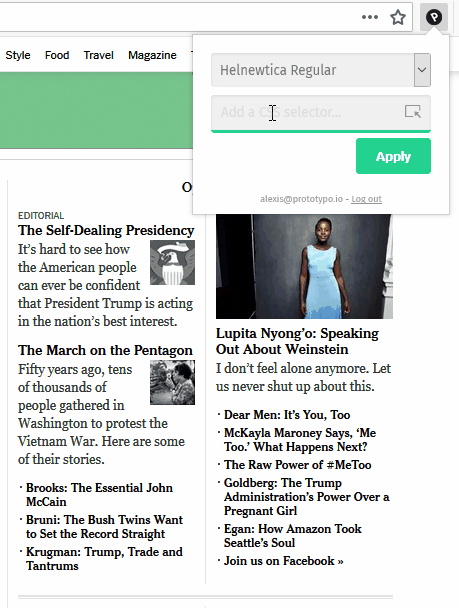 Style Food Travel Magazine
Helnewtica Regular
Add a CSS selector...
Apply
alexis@prototypo.io - Log out
EDITORIAL
The Self-Dealing Presidency
It's hard to see how
the American people
can ever be confident
that President Trump is acting
in the nation's best interest.
The March on the Pentagon
Fifty years ago, tens
of thousands of
people gathered in
Washington to protest the
Vietnam War. Here are some
of their stories.
· Brooks: The Essential John
McCain
· Bruni: The Bush Twins Want
to Set the Record Straight
· Krugman: Trump, Trade and
Tantrums
Lupita Nyong'o: Speaking
Out About Weinstein
I don't feel alone anymore. Let
us never shut up about this.
· Dear Men: It's You, Too
· McKayla Maroney Says, 'Me
Too.' What Happens Next?
· The Raw Power of #MeToo
· Goldberg: The Trump
Administration's Power Over a
Pregnant Girl
· Egan: How Amazon Took
Seattle's Soul
· Join us on Facebook »